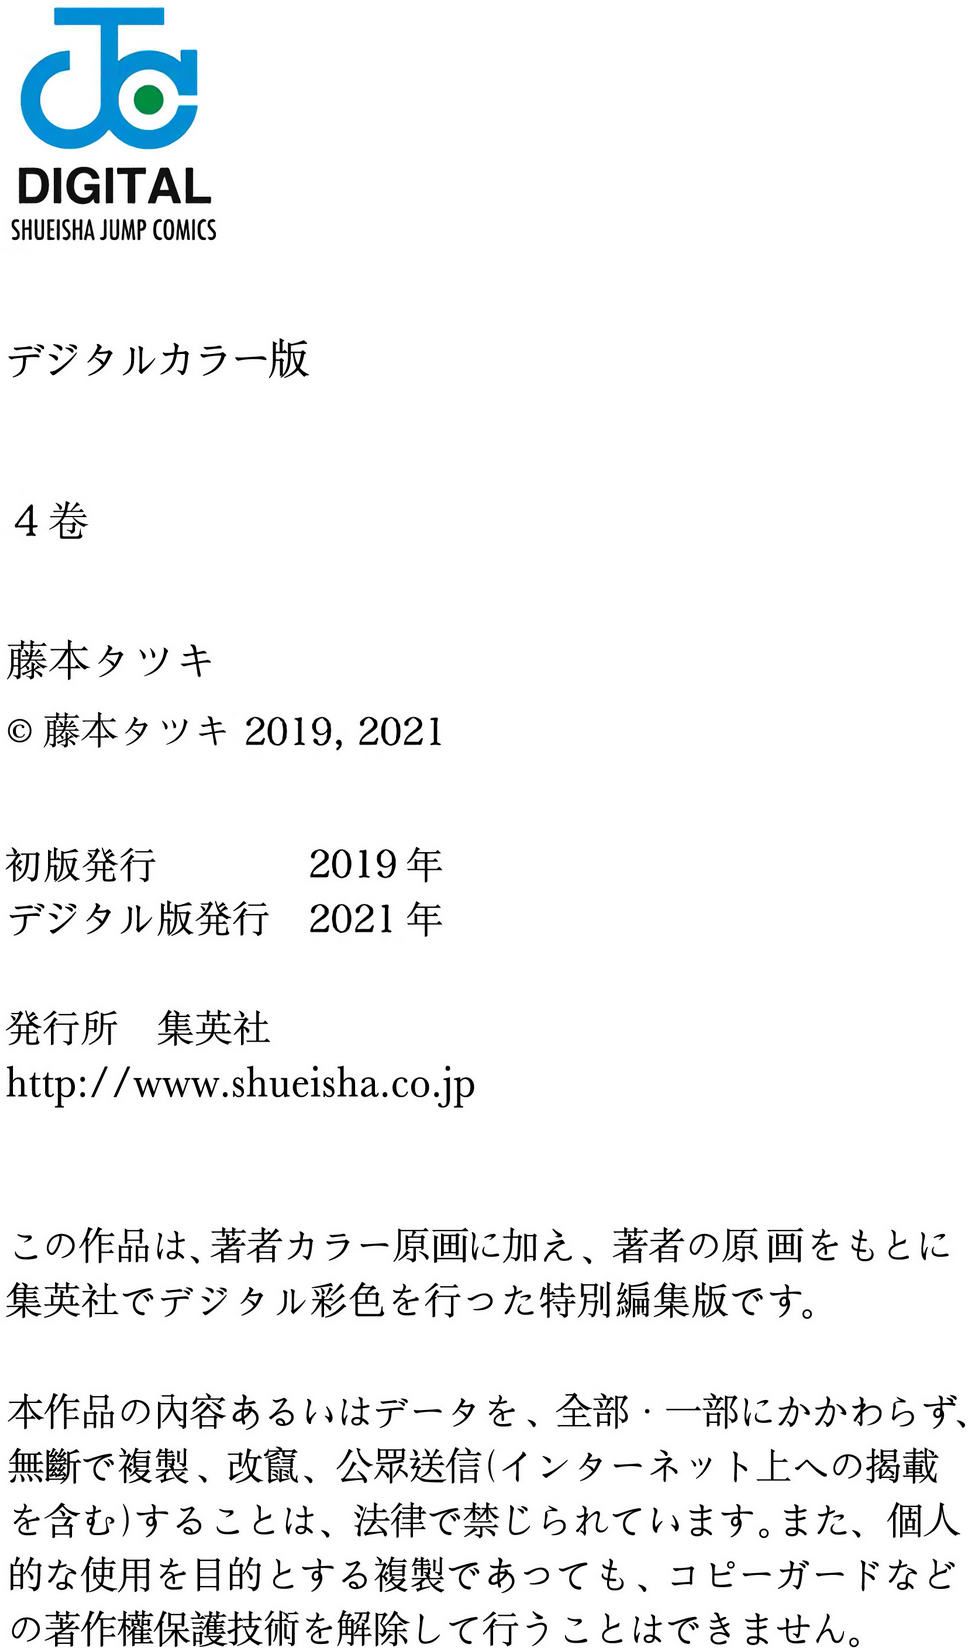 JC
DIGITAL
SHUEISHA JUMP COMICS
デジタルカラー版
4巻
藤本タツキ
© 藤本タツキ 2019, 2021
初版発行 2019年
デジタル版発行 2021年
発行所 集英社
http://www.shueisha.co.jp
この作品は、著者カラー原画に加え、著者の原画をもとに
集英社でデジタル彩色を行った特別編集版です。
本作品の內容あるいはデータを、全部・一部にかかわらず、
無斷で複製、改竄、公眾送信(インターネット上への掲載
を含む)することは、法律で禁じられています。また、個人
的な使用を目的とする複製であっても、コピーガードなど
の著作權保護技術を解除して行うことはできません。